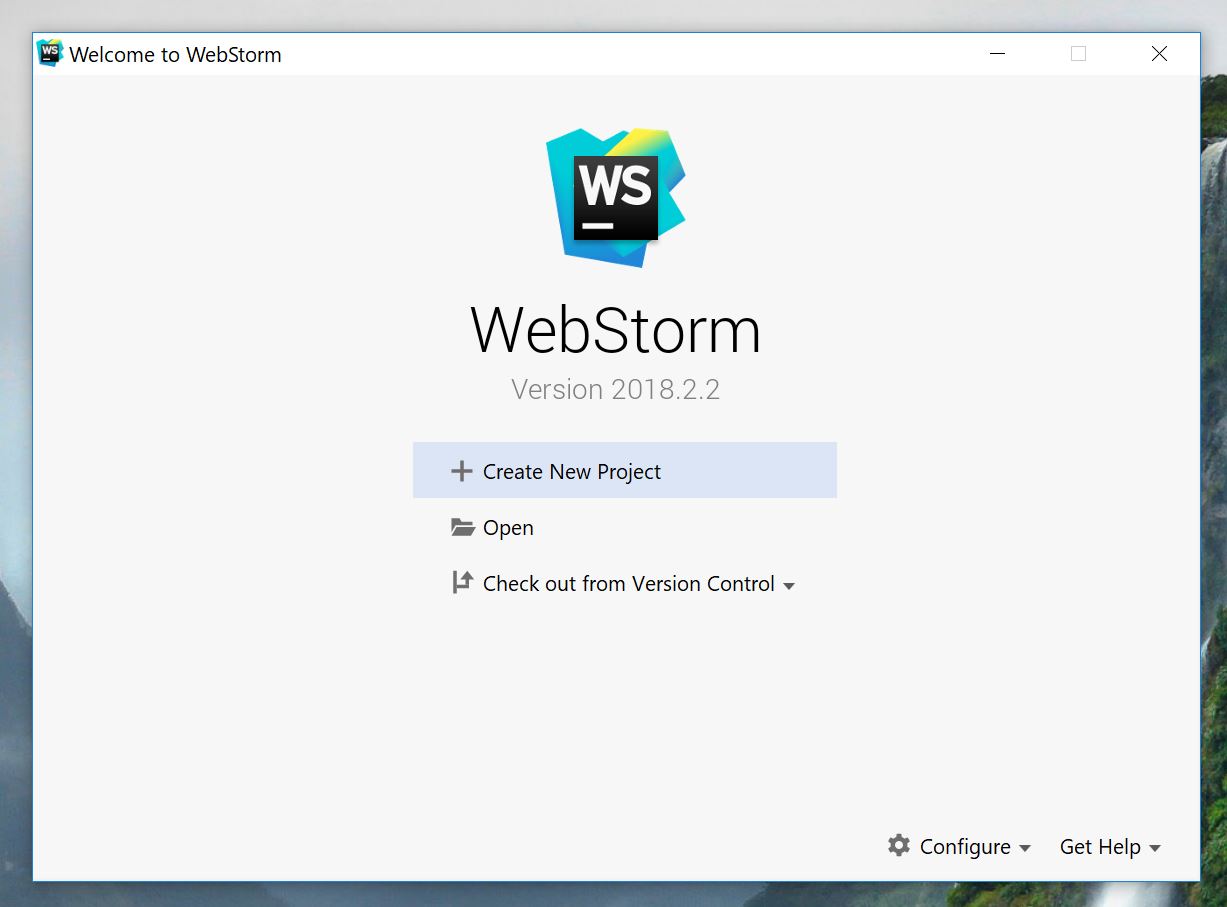 WS Welcome to WebStorm
WS
WebStorm
Version 2018.2.2
Create New Project
Open
Check out from Version Control
Configure Get Help